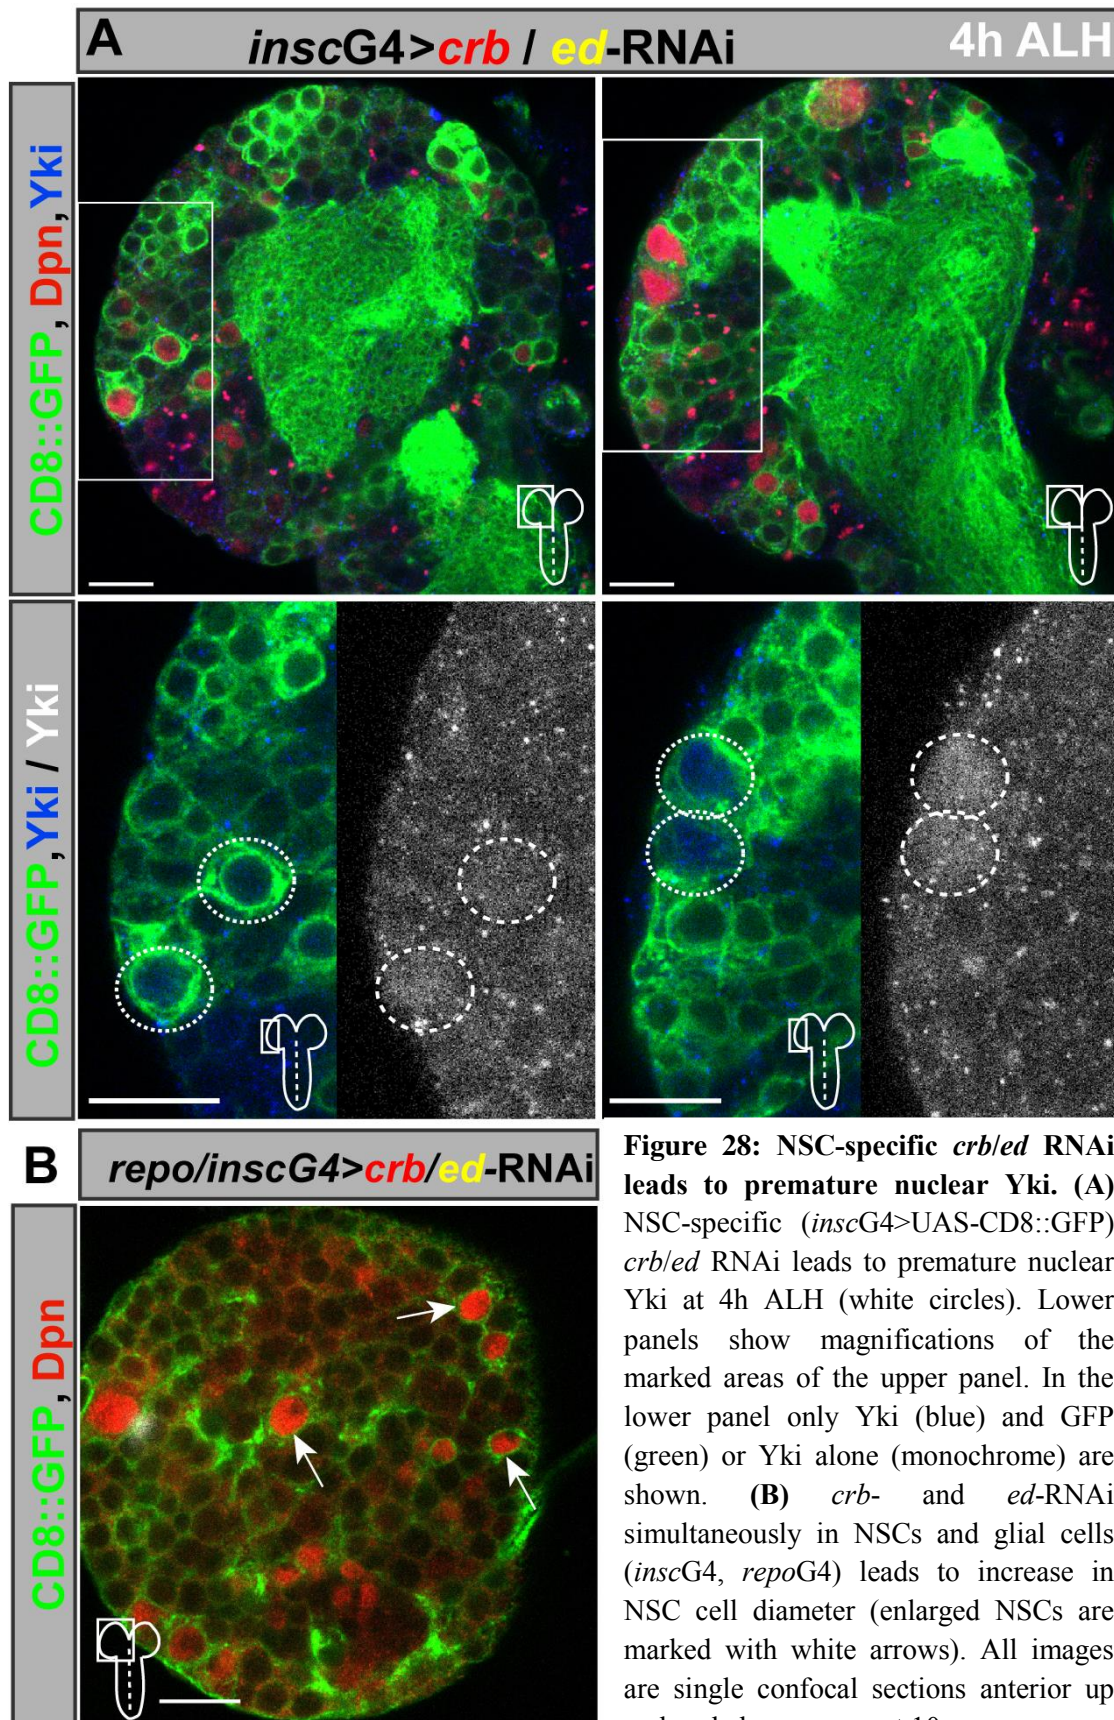 A
inscG4>crb / ed-RNAi
4h ALH
CD8::GFP, Dpn, Yki
CD8::GFP, Yki / Yki
B
repo/inscG4>crb/ed-RNAi
CD8::GFP, Dpn
Figure 28: NSC-specific crb/ed RNAi
leads to premature nuclear Yki. (A)
NSC-specific (inscG4>UAS-CD8::GFP)
crb/ed RNAi leads to premature nuclear
Yki at 4h ALH (white circles). Lower
panels show magnifications of the
marked areas of the upper panel. In the
lower panel only Yki (blue) and GFP
(green) or Yki alone (monochrome) are
shown. (B) crb- and ed-RNAi
simultaneously in NSCs and glial cells
(inscG4, repoG4) leads to increase in
NSC cell diameter (enlarged NSCs are
marked with white arrows). All images
are single confocal sections anterior up